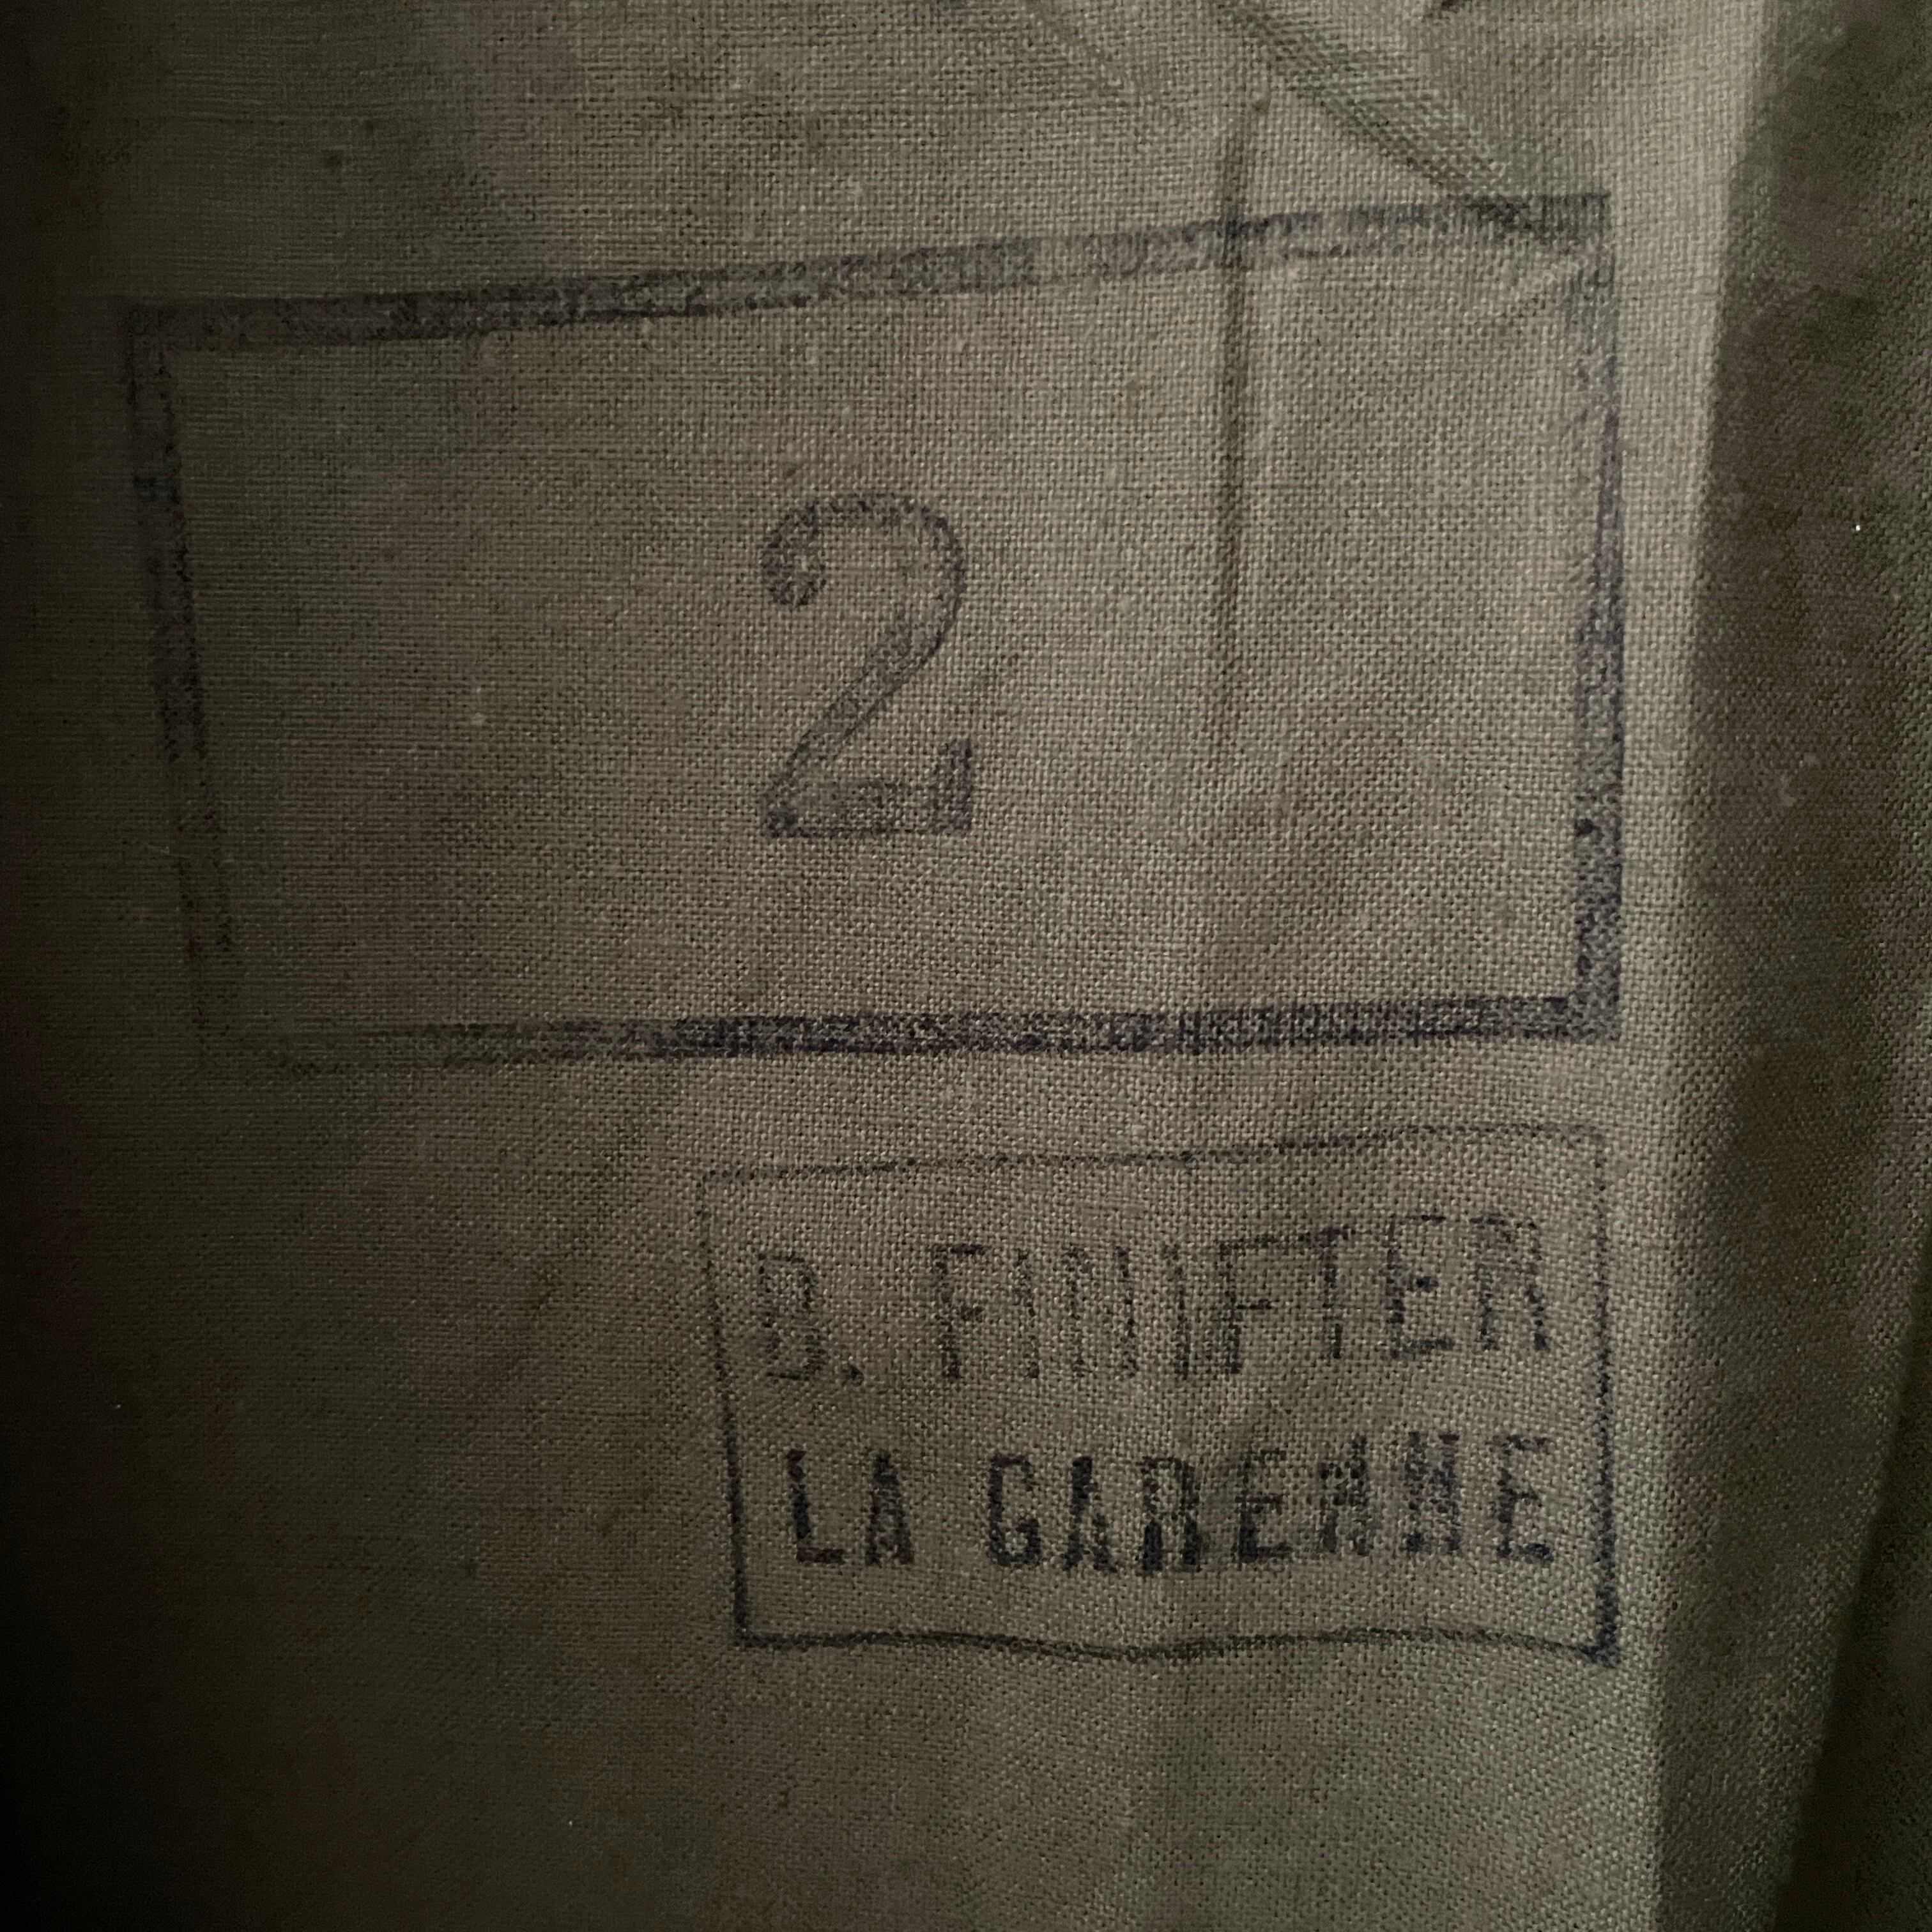 2
B. FINIFTER
LA GARENNE